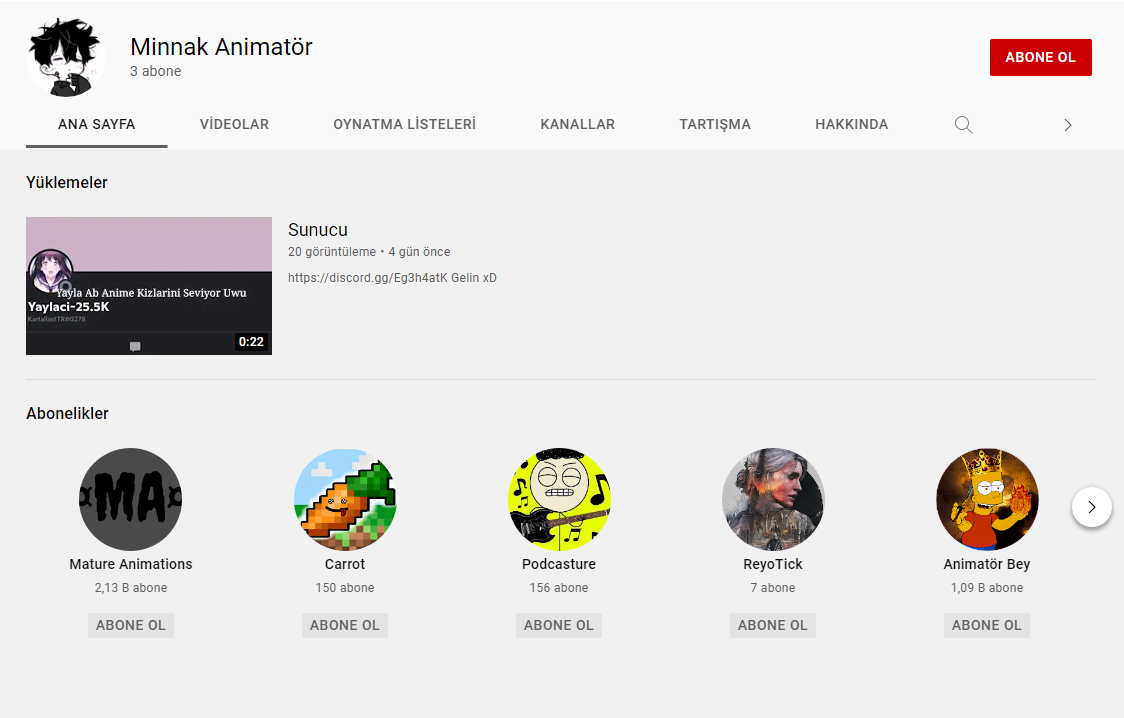 Minnak Animatör
3 abone
ABONE OL
ANA SAYFA
VİDEOLAR
OYNATMA LİSTELERİ
KANALLAR
TARTIŞMA
HAKKINDA
Yüklemeler
Yayla Ab Anime Kizlarini Seviyor Uwu
Yaylaci-25.5K
KartallastTR#0278
0:22
Sunucu
20 görüntüleme • 4 gün önce
https://discord.gg/Eg3h4atK Gelin xD
Abonelikler
MA
Mature Animations
2,13 B abone
ABONE OL
Carrot
150 abone
ABONE OL
Podcasture
156 abone
ABONE OL
ReyoTick
7 abone
ABONE OL
Animatör Bey
1,09 B abone
ABONE OL